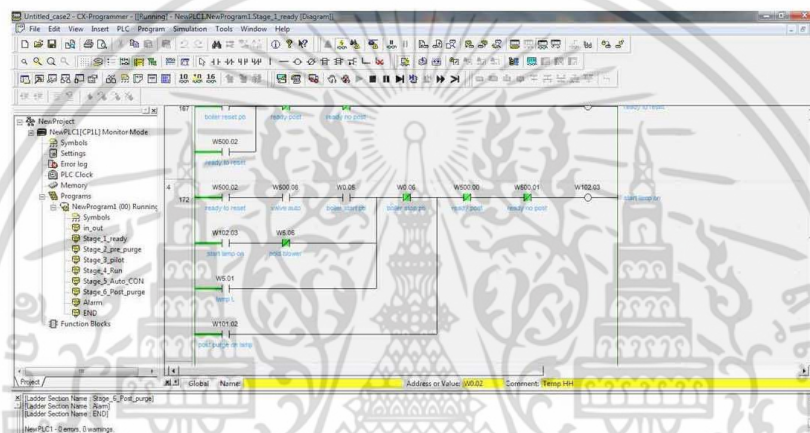 Untitled_case2 - CX-Programmer - [[Running] - NewPLC1.NewProgram1.Stage_1_ready [Diagram]]
File Edit View Insert PLC Program Simulation Tools Window Help
NewProject
NewPLC1[CP1L] Monitor Mode
Symbols
Settings
Error log
PLC Clock
Memory
Programs
NewProgram1 (00) Running
Symbols
in_out
Stage_1_ready
Stage_2_pre_purge
Stage_3_pilot
Stage_4_Run
Stage_5_Auto_CON
Stage_6_Post_purge
Alarm
END
Function Blocks
Project
167
boiler reset pb ready post ready no post ready to reset
W500.02
ready to reset
4
172
W500.02 W500.08 W0.05 W0.06 W500.00 W500.01 W102.03
ready to reset valve auto boiler start pb boiler stop pb ready post ready no post start lamp on
W102.03 W6.06
start lamp on
W5.01
temp L
W101.02
post purge on lamp
Global Name: Address or Value: W0.02 Comment: Temp HH
[Ladder Section Name : Stage_6_Post_purge]
[Ladder Section Name : Alarm]
[Ladder Section Name : END]
NewPLC1 - 0 errors, 0 warnings.